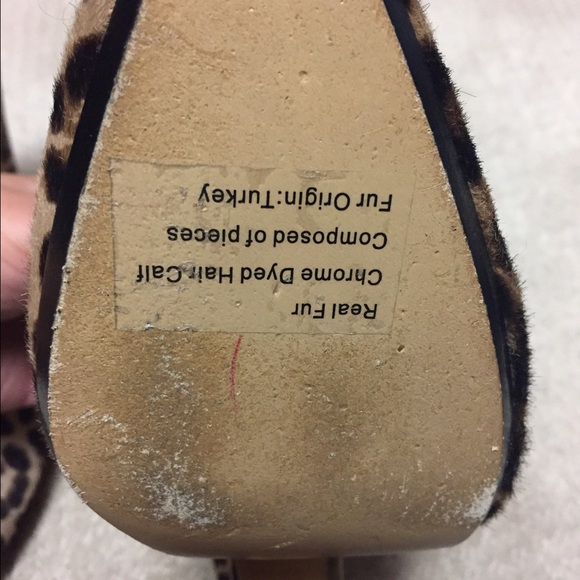 Real Fur
Chrome Dyed Hair Calf
Composed of pieces
Fur Origin:Turkey